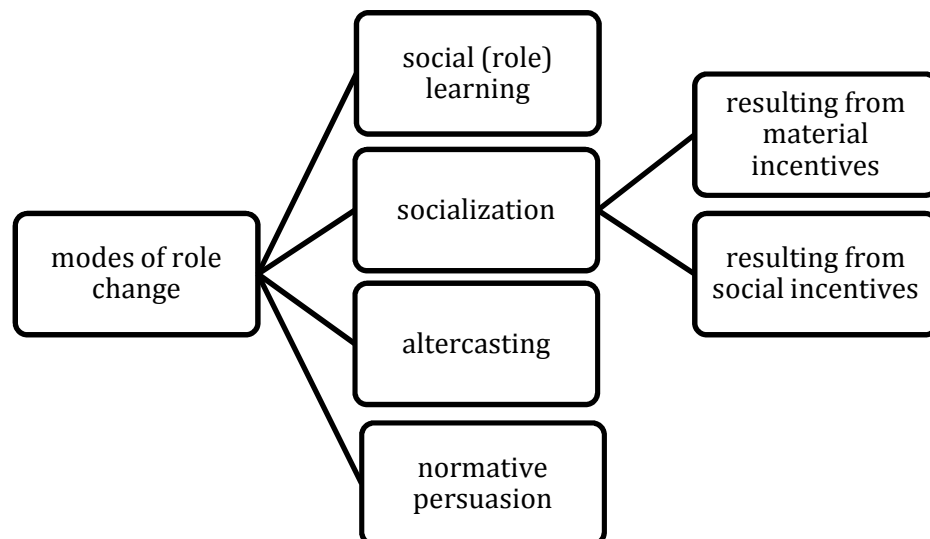 modes of role
change
social (role)
learning
socialization
resulting from
material
incentives
resulting from
social incentives
altercasting
normative
persuasion